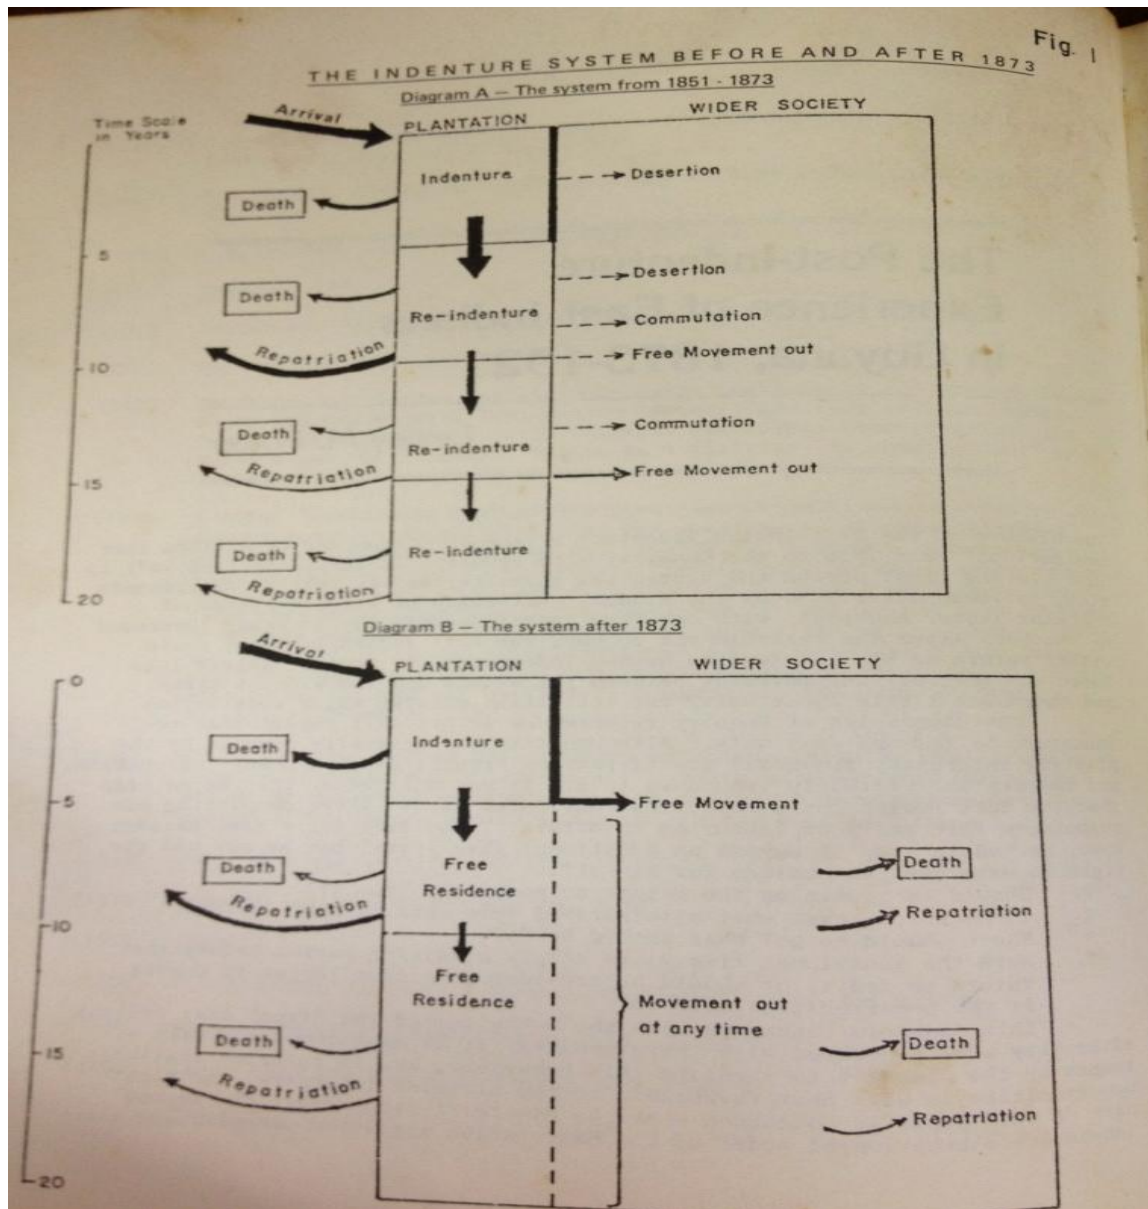 Fig. 1
THE INDENTURE SYSTEM BEFORE AND AFTER 1873
Diagram A — The system from 1851 - 1873
Time Scale
in Years
Arrival
PLANTATION
WIDER SOCIETY
Indenture
Desertion
Death
5
Desertion
Death
Re-indenture
Commutation
Repatriation
Free Movement out
10
Death
Commutation
Re-indenture
Repatriation
Free Movement out
15
Death
Re-indenture
Repatriation
20
Diagram B — The system after 1873
Arrival
PLANTATION
WIDER SOCIETY
0
Death
Indenture
5
Free Movement
Death
Free
Residence
Death
Repatriation
Repatriation
10
Free
Residence
Movement out
at any time
Death
Death
15
Repatriation
Repatriation
20